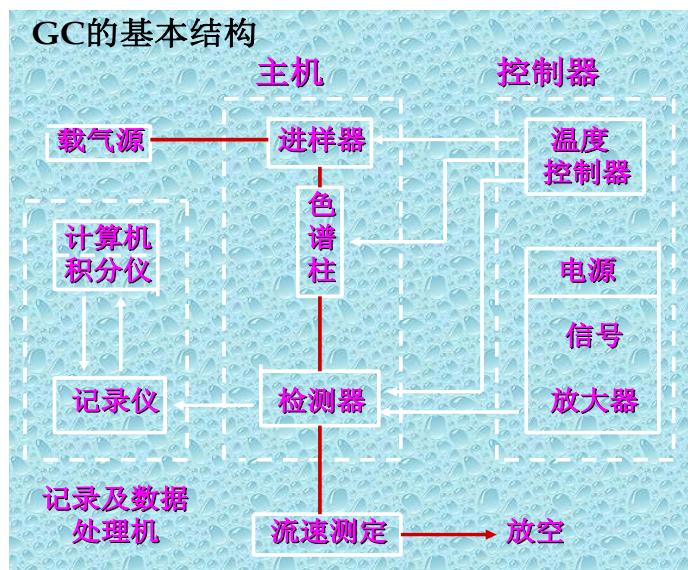 GC的基本结构
主机
控制器
载气源
进样器
温度
控制器
色
谱
柱
计算机
积分仪
电源
信号
放大器
记录仪
检测器
记录及数据
处理机
流速测定
放空